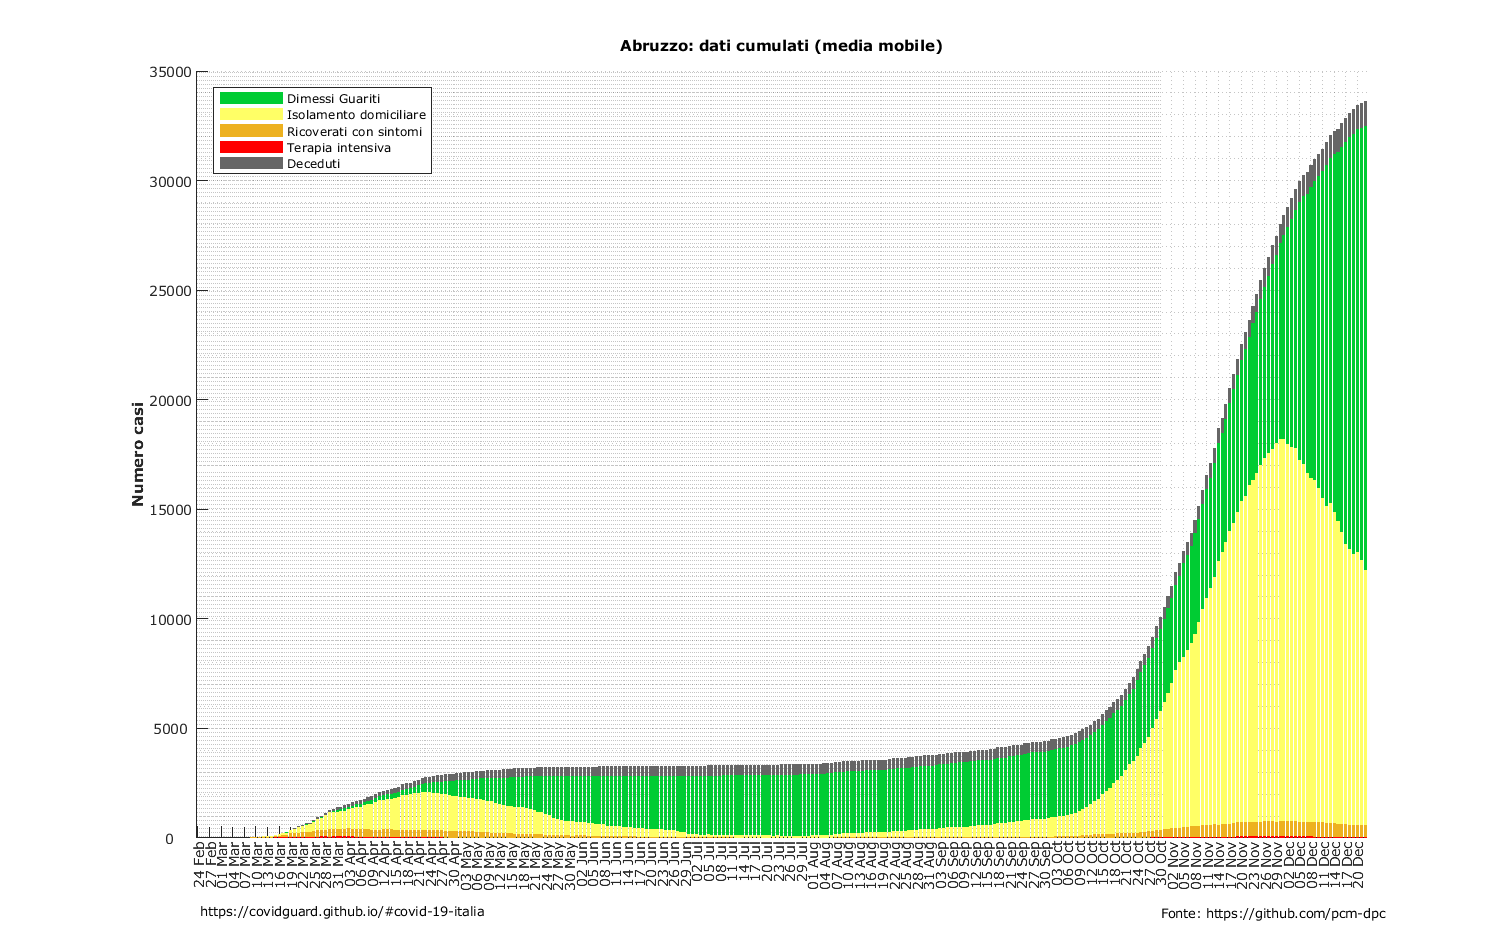 Abruzzo: dati cumulati (media mobile)
35000
Dimessi Guariti
Isolamento domiciliare
Ricoverati con sintomi
Terapia intensiva
Deceduti
30000
25000
20000
Numero casi
15000
10000
5000
0
24 Feb
27 Feb
01 Mar
04 Mar
07 Mar
10 Mar
13 Mar
16 Mar
19 Mar
22 Mar
25 Mar
28 Mar
31 Mar
03 Apr
06 Apr
09 Apr
12 Apr
15 Apr
18 Apr
21 Apr
24 Apr
27 Apr
30 Apr
03 May
06 May
09 May
12 May
15 May
18 May
21 May
24 May
27 May
30 May
02 Jun
05 Jun
08 Jun
11 Jun
14 Jun
17 Jun
20 Jun
23 Jun
26 Jun
29 Jun
02 Jul
05 Jul
08 Jul
11 Jul
14 Jul
17 Jul
20 Jul
23 Jul
26 Jul
29 Jul
01 Aug
04 Aug
07 Aug
10 Aug
13 Aug
16 Aug
19 Aug
22 Aug
25 Aug
28 Aug
31 Aug
03 Sep
06 Sep
09 Sep
12 Sep
15 Sep
18 Sep
21 Sep
24 Sep
27 Sep
30 Sep
03 Oct
06 Oct
09 Oct
12 Oct
15 Oct
18 Oct
21 Oct
24 Oct
27 Oct
30 Oct
02 Nov
05 Nov
08 Nov
11 Nov
14 Nov
17 Nov
20 Nov
23 Nov
26 Nov
29 Nov
02 Dec
05 Dec
08 Dec
11 Dec
14 Dec
17 Dec
20 Dec
https://covidguard.github.io/#covid-19-italia
Fonte: https://github.com/pcm-dpc